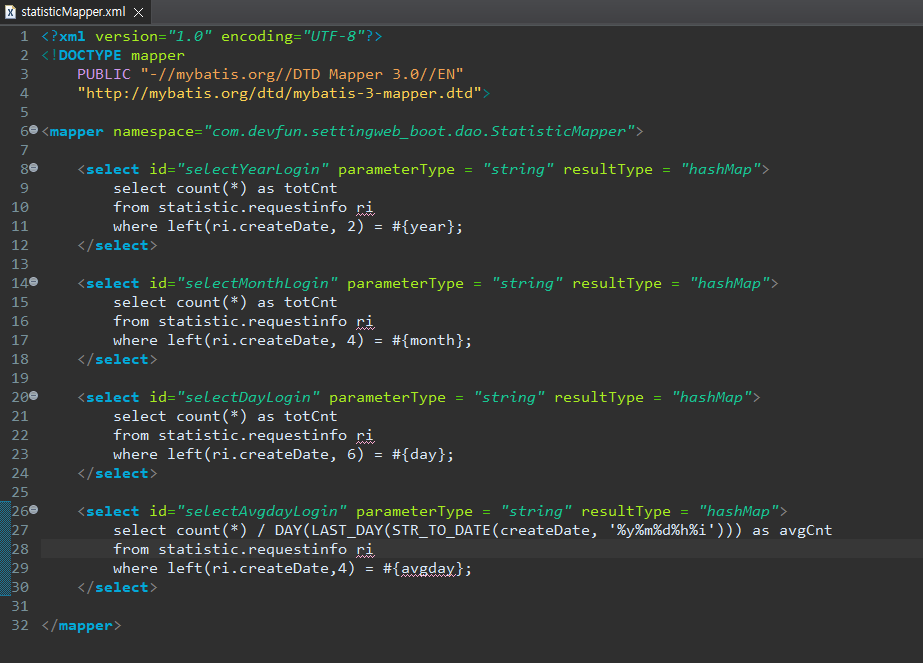 statisticMapper.xml
1 <?xml version="1.0" encoding="UTF-8"?>
2 <!DOCTYPE mapper
3     PUBLIC "-//mybatis.org//DTD Mapper 3.0//EN"
4     "http://mybatis.org/dtd/mybatis-3-mapper.dtd">
5
6 <mapper namespace="com.devfun.settingweb_boot.dao.StatisticMapper">
7
8     <select id="selectYearLogin" parameterType = "string" resultType = "hashMap">
9         select count(*) as totCnt
10         from statistic.requestinfo ri
11         where left(ri.createDate, 2) = #{year};
12     </select>
13
14     <select id="selectMonthLogin" parameterType = "string" resultType = "hashMap">
15         select count(*) as totCnt
16         from statistic.requestinfo ri
17         where left(ri.createDate, 4) = #{month};
18     </select>
19
20     <select id="selectDayLogin" parameterType = "string" resultType = "hashMap">
21         select count(*) as totCnt
22         from statistic.requestinfo ri
23         where left(ri.createDate, 6) = #{day};
24     </select>
25
26     <select id="selectAvgdayLogin" parameterType = "string" resultType = "hashMap">
27         select count(*) / DAY(LAST_DAY(STR_TO_DATE(createDate, '%y%m%d%h%i'))) as avgCnt
28         from statistic.requestinfo ri
29         where left(ri.createDate,4) = #{avgday};
30     </select>
31
32 </mapper>